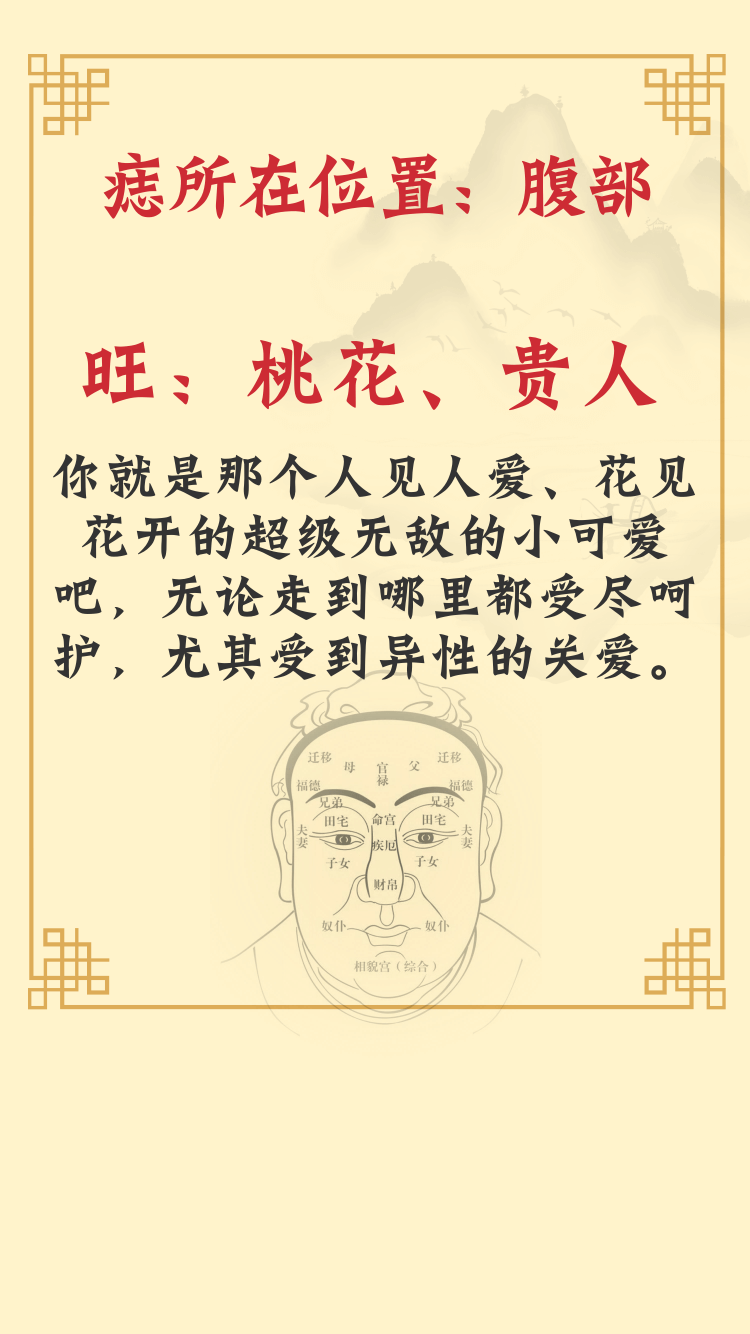 痣所在位置：腹部
旺：桃花、贵人
你就是那个人见人爱、花见
花开的超级无敌的小可爱
吧，无论走到哪里都受尽呵
护，尤其受到异性的关爱。
迁移 母 官禄 父 迁移
福德 福德
兄弟 兄弟
田宅 命宫 田宅
夫妻 疾厄 夫妻
子女 子女
财帛
奴仆 奴仆
相貌宫（综合）